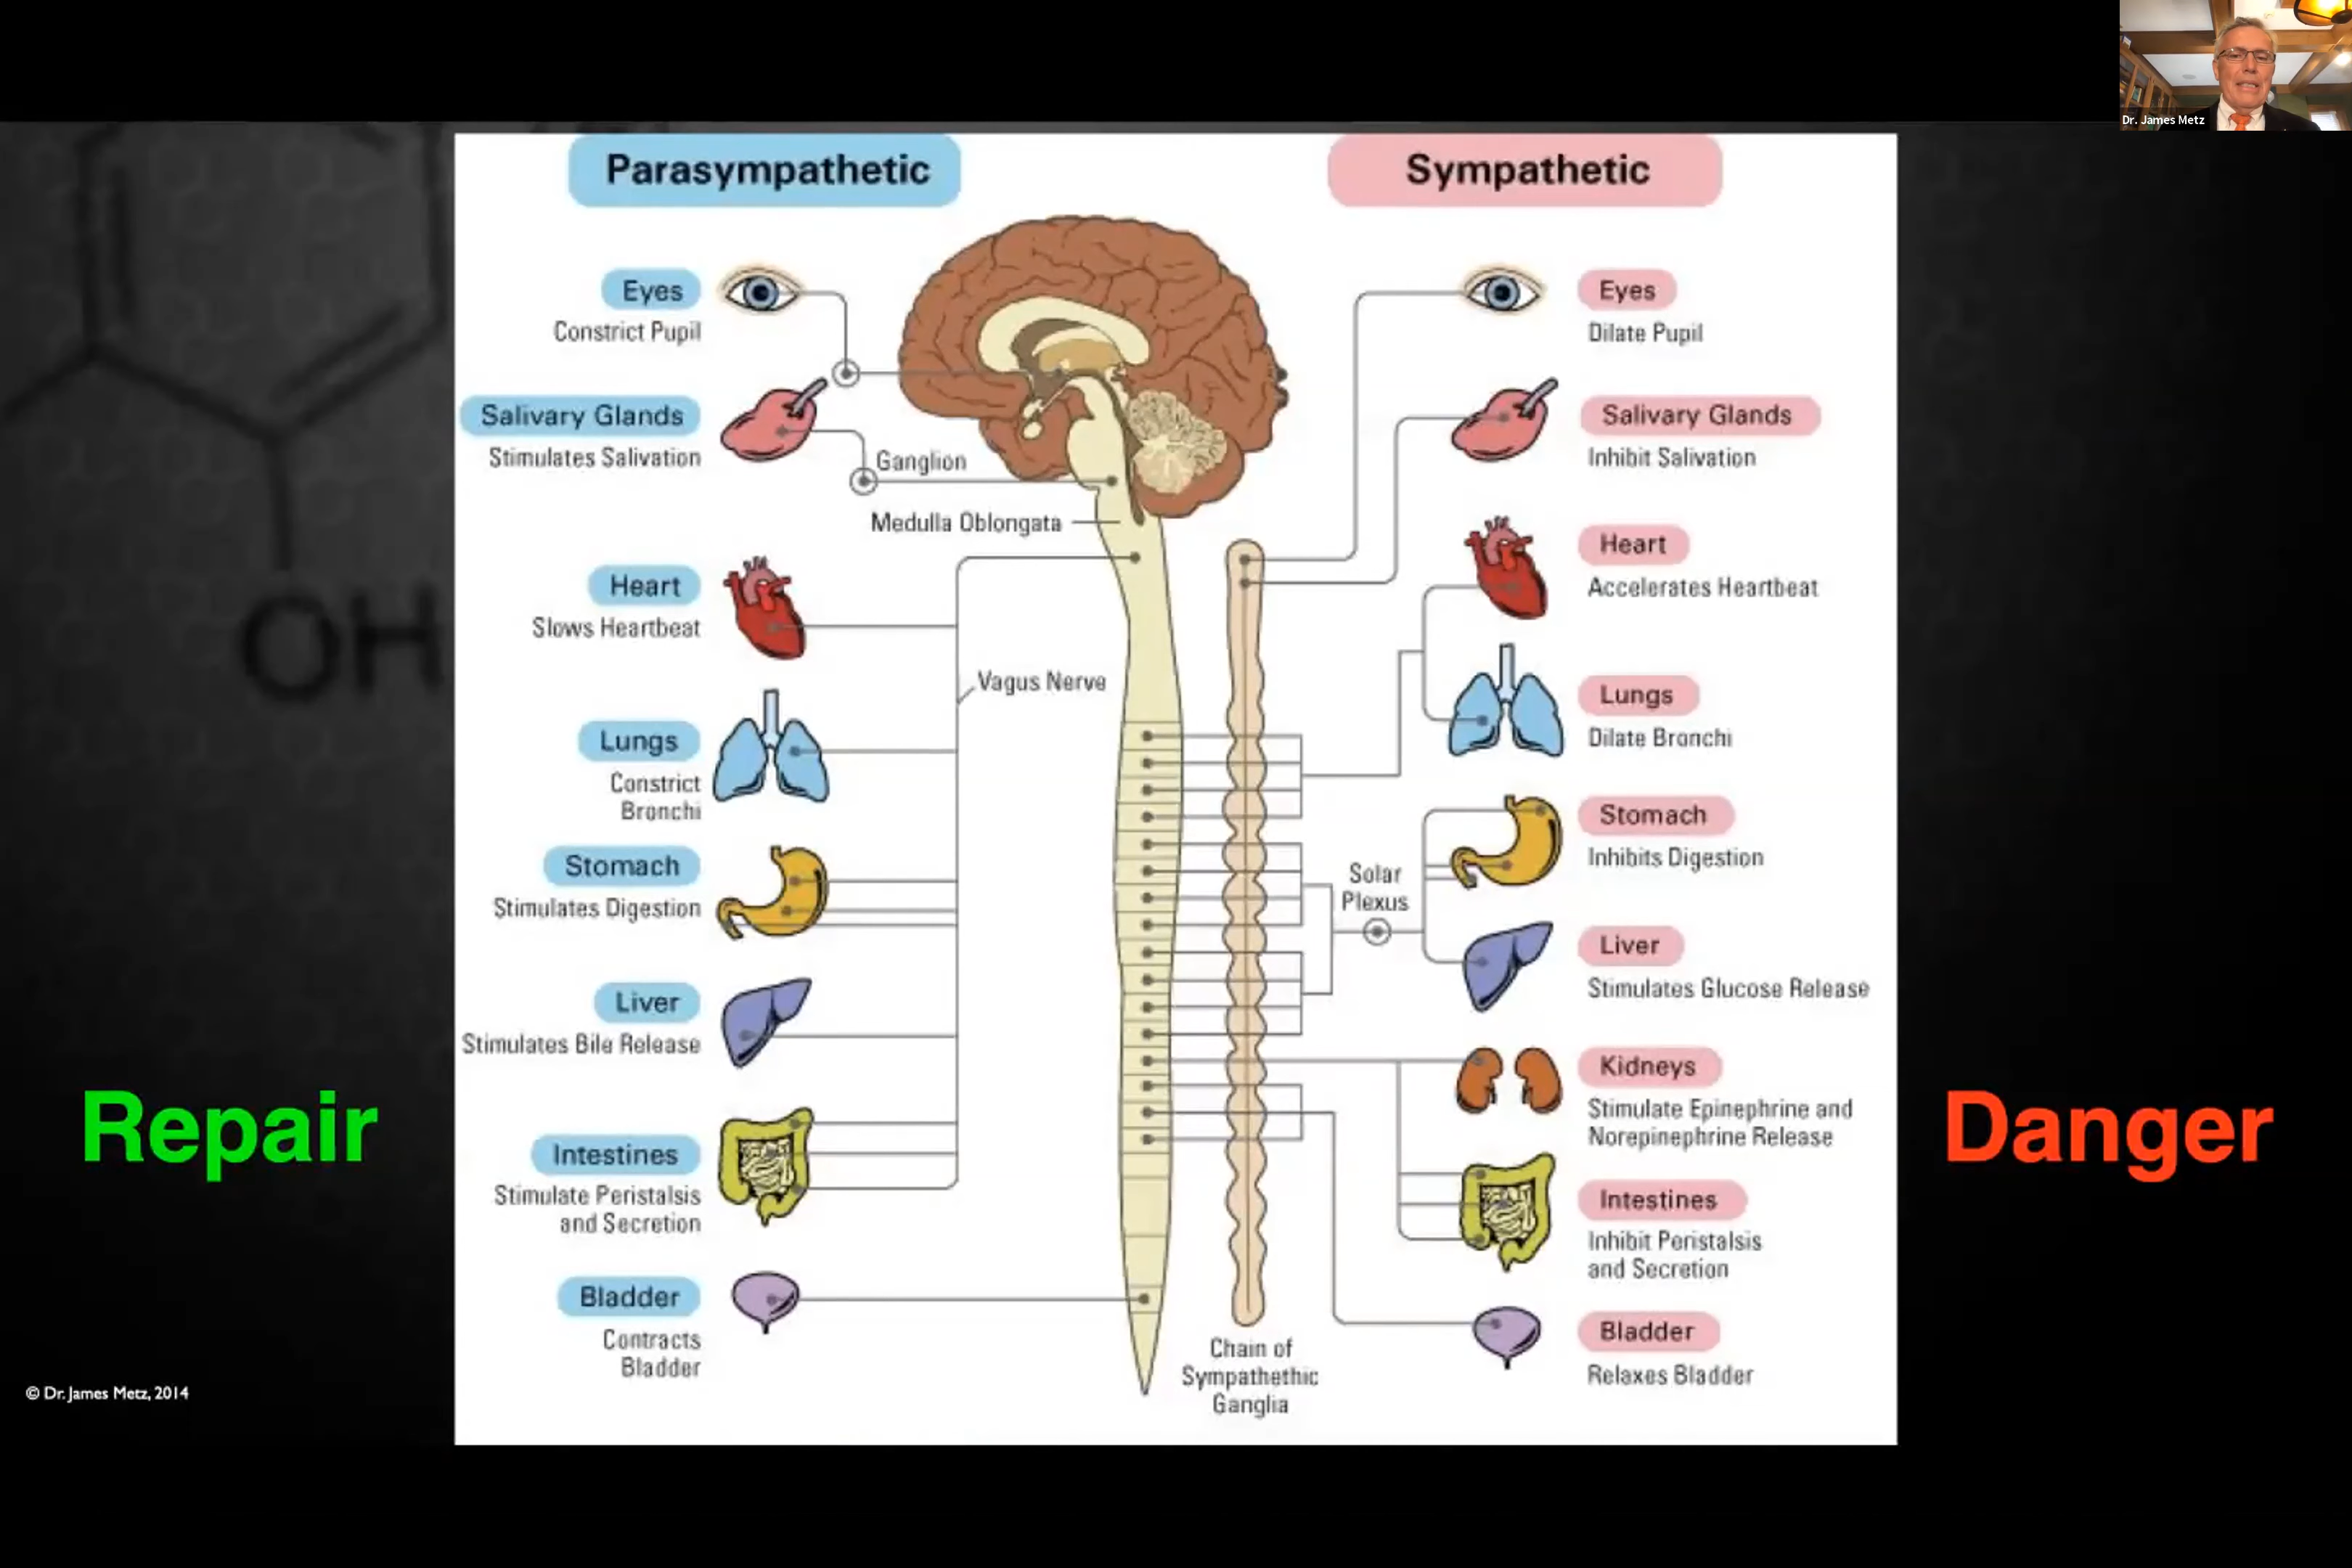 Dr. James Metz
Parasympathetic
Sympathetic
Eyes
Constrict Pupil
Salivary Glands
Stimulates Salivation
Ganglion
Medulla Oblongata
Heart
Slows Heartbeat
Vagus Nerve
Lungs
Constrict
Bronchi
Stomach
Stimulates Digestion
Liver
Stimulates Bile Release
Intestines
Stimulate Peristalsis
and Secretion
Bladder
Contracts
Bladder
Eyes
Dilate Pupil
Salivary Glands
Inhibit Salivation
Heart
Accelerates Heartbeat
Lungs
Dilate Bronchi
Stomach
Inhibits Digestion
Solar
Plexus
Liver
Stimulates Glucose Release
Kidneys
Stimulate Epinephrine and
Norepinephrine Release
Intestines
Inhibit Peristalsis
and Secretion
Bladder
Relaxes Bladder
Chain of
Sympathethic
Ganglia
Repair
Danger
OH
© Dr. James Metz, 2014